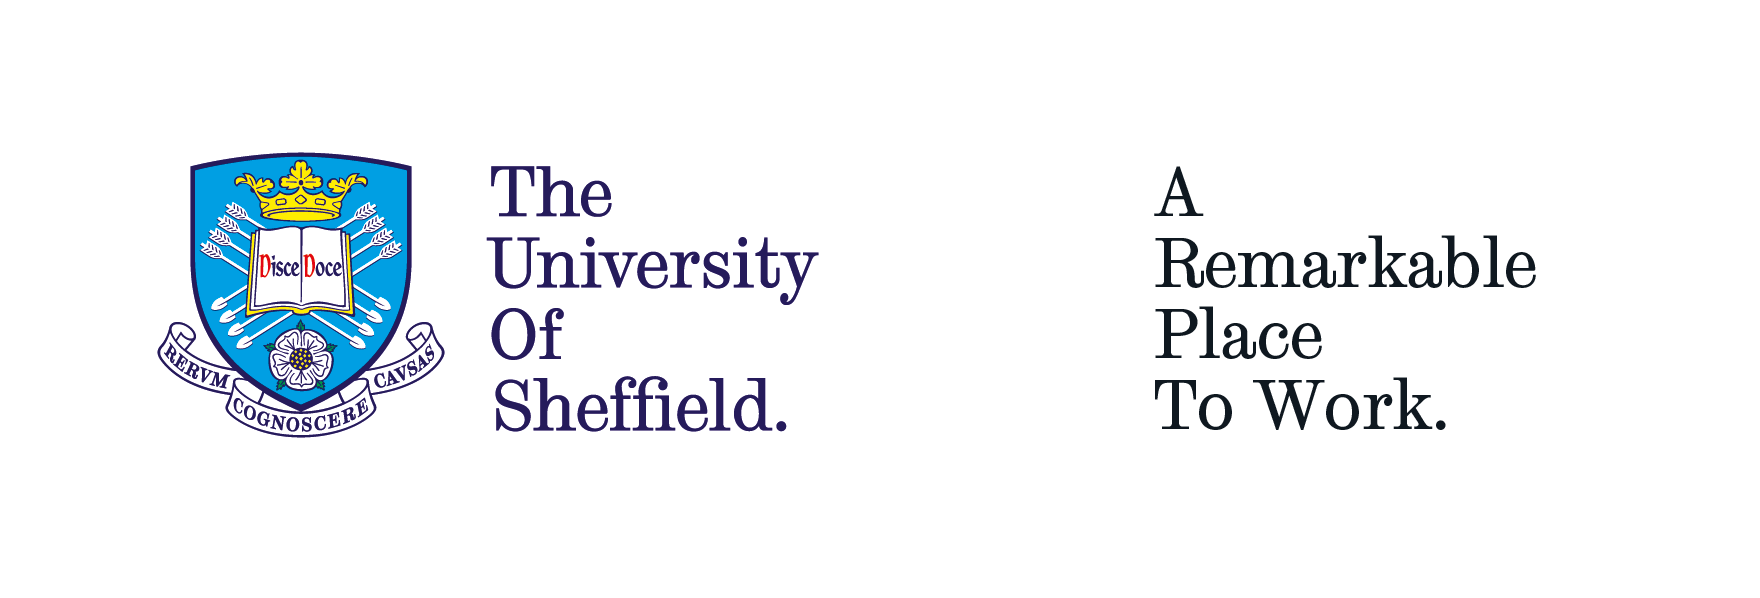 Disce Doce
RERVM COGNOSCERE CAVSAS
The
University
Of
Sheffield.
A
Remarkable
Place
To Work.